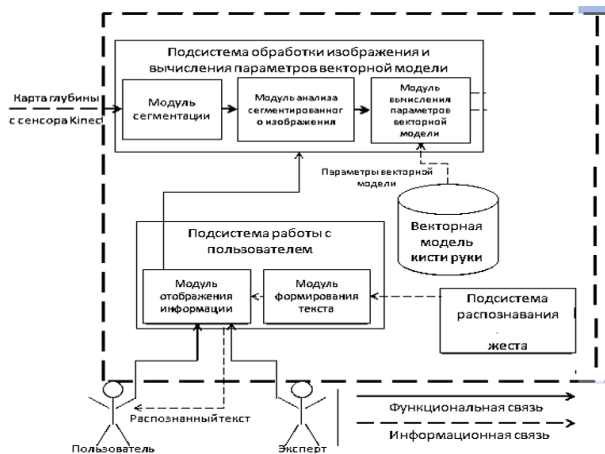 Подсистема обработки изображения и
вычисления параметров векторной модели
Карта глубины
с сенсора Kinect
Модуль
сегментации
Модуль анализа
сегментированног
о изображения
Модуль
вычисления
параметров
векторной
модели
Параметры векторной
модели
Векторная
модель
кисти руки
Подсистема работы с
пользователем
Модуль
отображения
информации
Модуль
формирования
текста
Подсистема
распознавания
жеста
Распознанный текст
Пользователь
Эксперт
Функциональная связь
Информационная связь